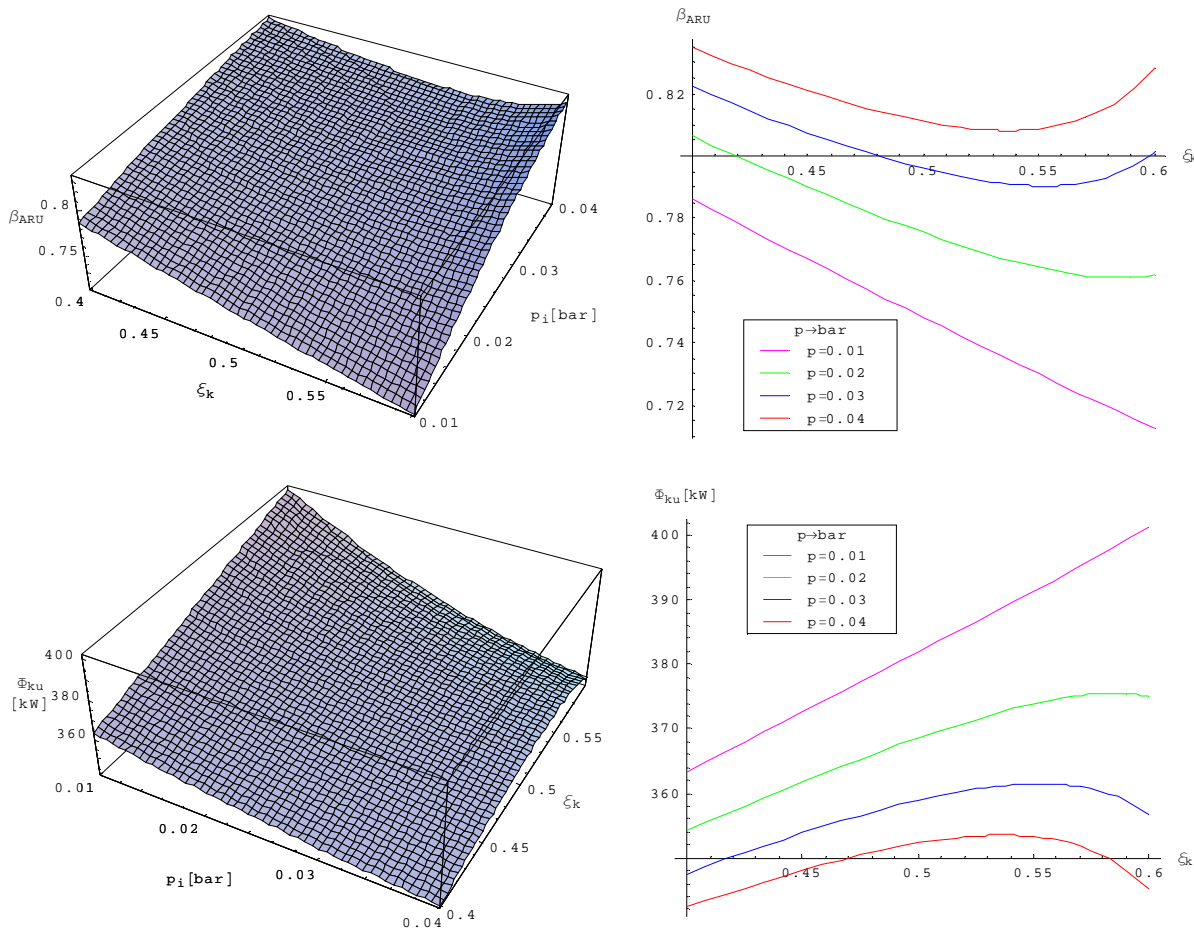 β_ARU
0.8
0.75
0.4
0.45
0.5
0.55
ξ_k
0.01
0.02
0.03
0.04
p_i[bar]
β_ARU
0.82
0.78
0.76
0.74
0.72
0.45
0.5
0.55
0.6
ξ_k
p→bar
p=0.01
p=0.02
p=0.03
p=0.04
Φ_ku
[kW]
400
380
360
0.01
0.02
0.03
0.04
p_i[bar]
0.4
0.45
0.5
0.55
ξ_k
Φ_ku[kW]
400
390
380
370
360
0.45
0.5
0.55
0.6
ξ_k
p→bar
p=0.01
p=0.02
p=0.03
p=0.04